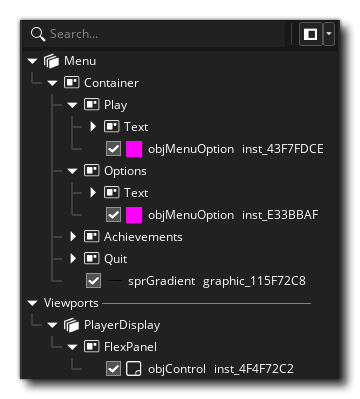 Search...
Menu
Container
Play
Text
objMenuOption inst_43F7FDCE
Options
Text
objMenuOption inst_E33BBAF
Achievements
Quit
sprGradient graphic_115F72C8
Viewports
PlayerDisplay
FlexPanel
objControl inst_4F4F72C2